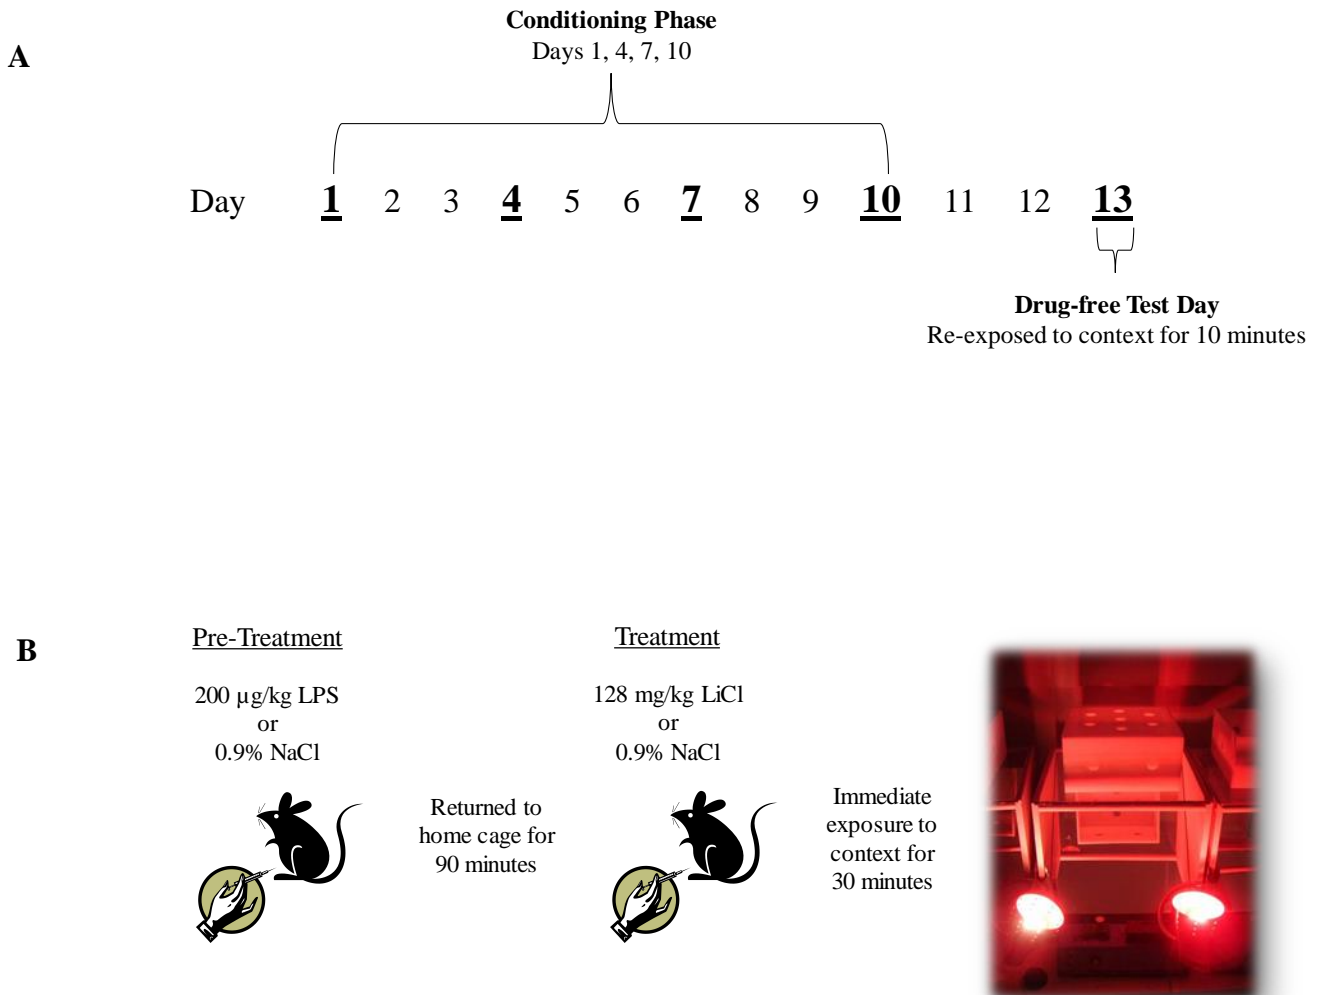 A
Conditioning Phase
Days 1, 4, 7, 10
Day 1 2 3 4 5 6 7 8 9 10 11 12 13
Drug-free Test Day
Re-exposed to context for 10 minutes
B
Pre-Treatment
200 µg/kg LPS
or
0.9% NaCl
Returned to
home cage for
90 minutes
Treatment
128 mg/kg LiCl
or
0.9% NaCl
Immediate
exposure to
context for
30 minutes